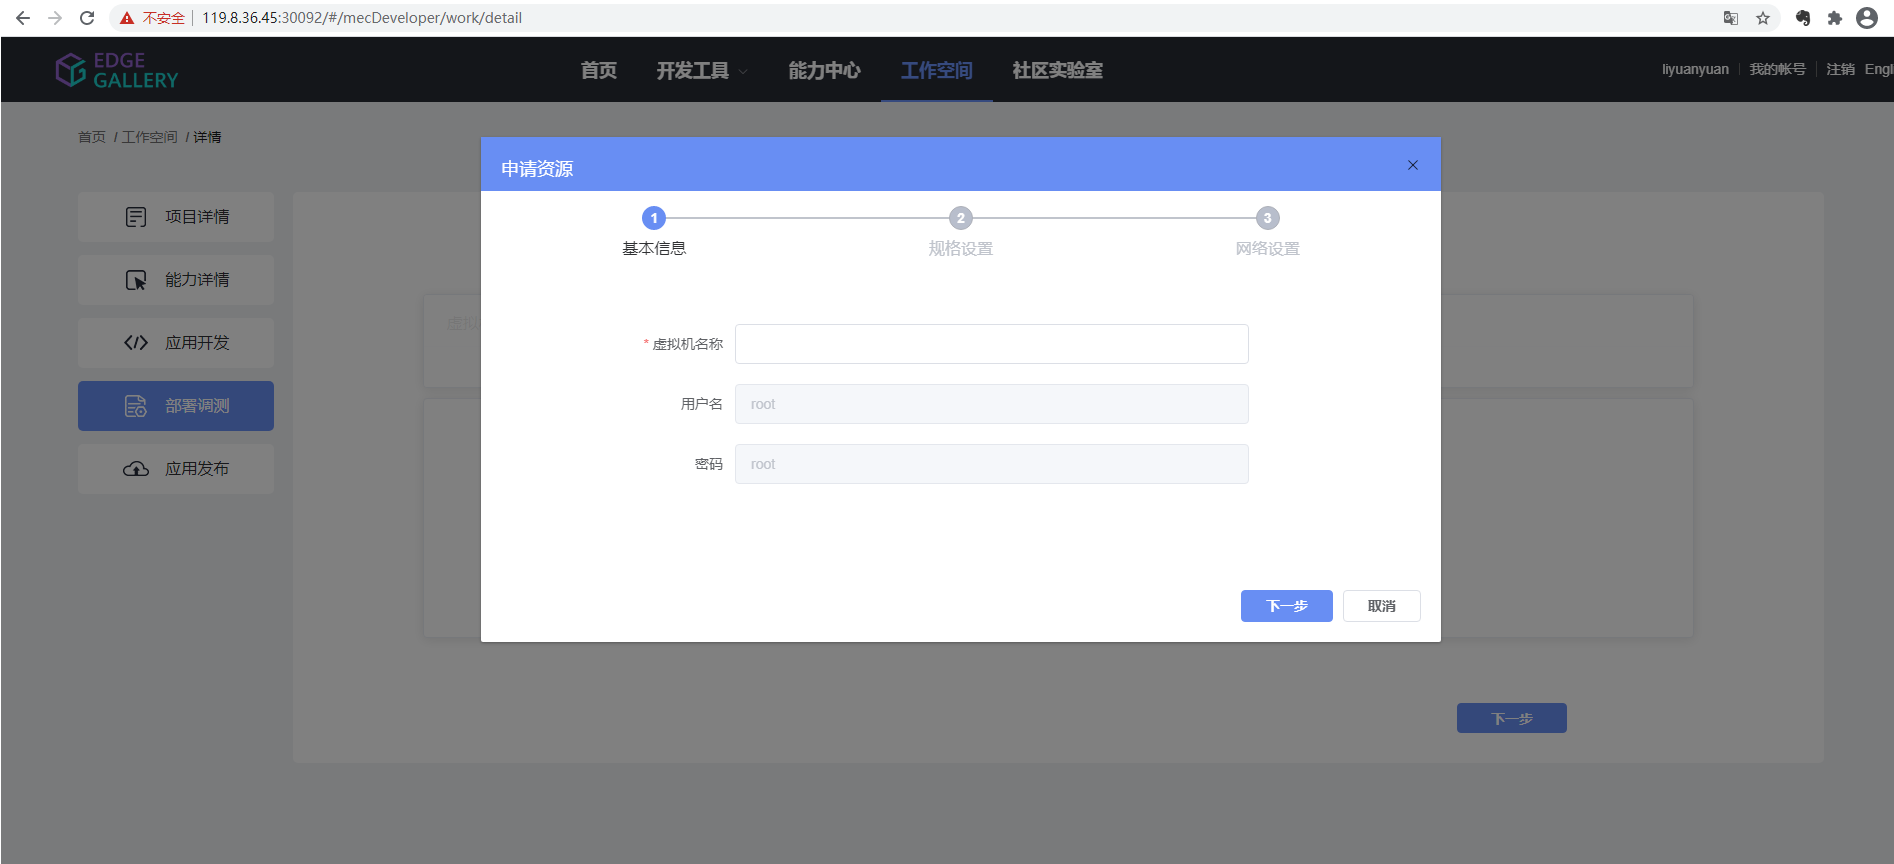 不安全 119.8.36.45:30092/#/mecDeveloper/work/detail
EDGE GALLERY
首页 开发工具 能力中心 工作空间 社区实验室
liyuanyuan 我的帐号 注销 Engl
首页 / 工作空间 / 详情
项目详情
能力详情
应用开发
部署调测
应用发布
申请资源
1 2 3
基本信息 规格设置 网络设置
虚拟
* 虚拟机名称
用户名 root
密码 root
下一步 取消
下一步